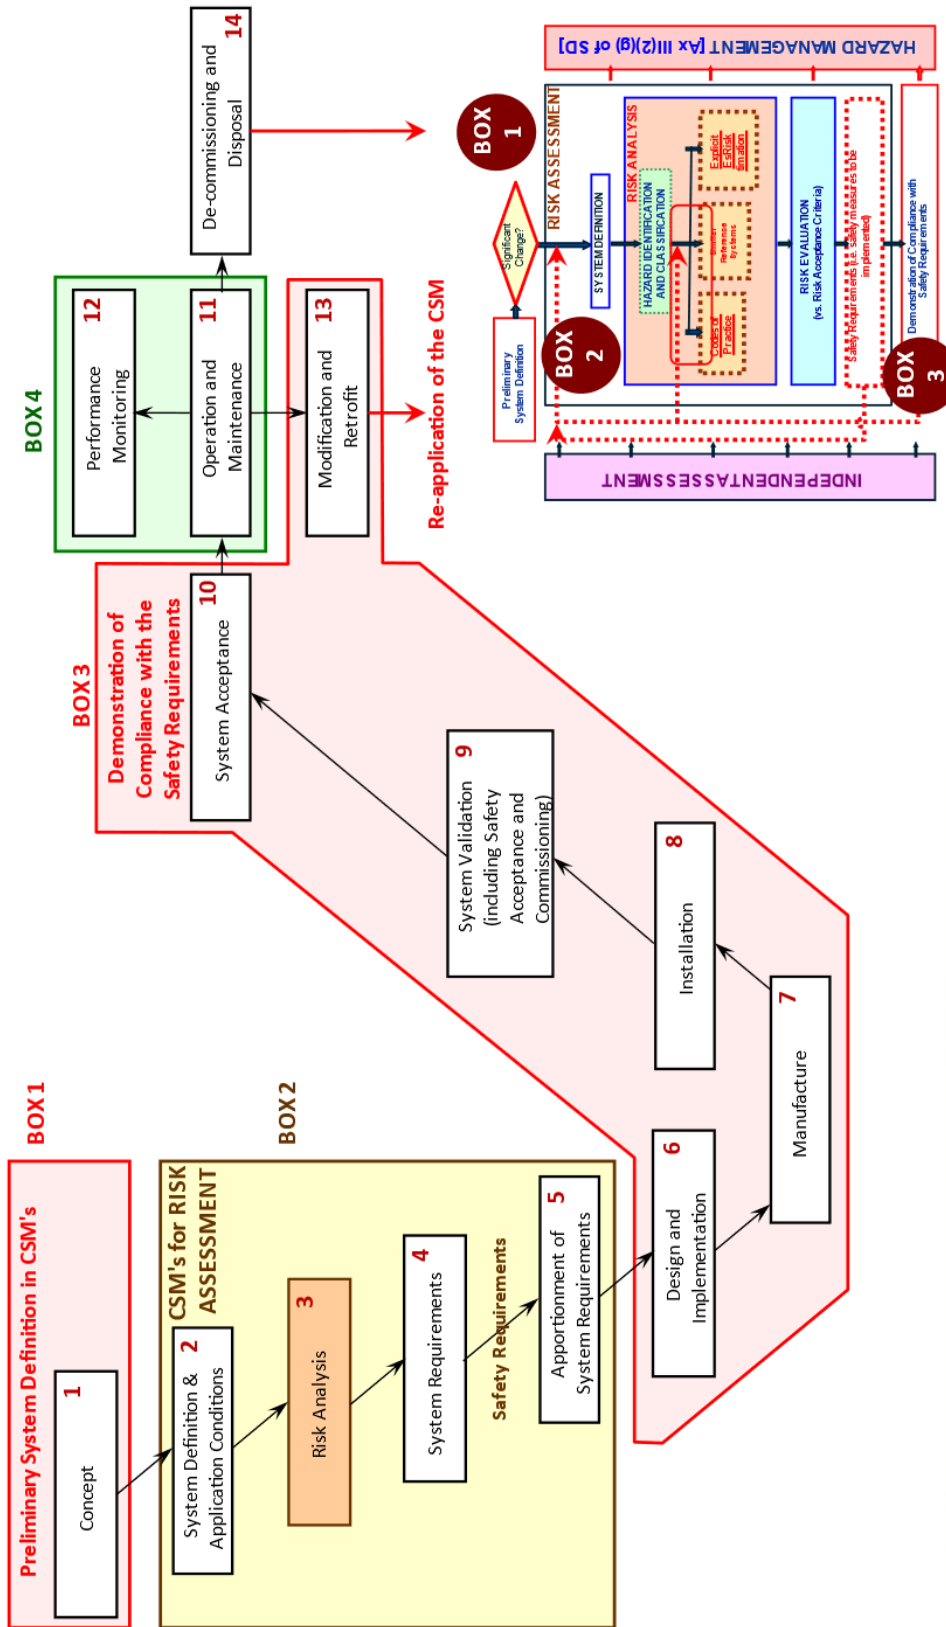 BOX 1
Preliminary System Definition in CSM's
Concept
1
BOX 2
CSM's for RISK
ASSESSMENT
System Definition &
Application Conditions
2
Risk Analysis
3
System Requirements
4
Safety Requirements
Apportionment of
System Requirements
5
BOX 3
Demonstration of
Compliance with the
Safety Requirements
Design and
Implementation
6
Manufacture
7
Installation
8
System Validation
(including Safety
Acceptance and
Commissioning)
9
System Acceptance
10
BOX 4
Operation and
Maintenance
11
Performance
Monitoring
12
Modification and
Retrofit
13
De-commissioning and
Disposal
14
Re-application of the CSM
BOX
1
Preliminary
System Definition
Significant
Change?
RISK ASSESSMENT
BOX
2
SYSTEM DEFINITION
RISK ANALYSIS
HAZARD IDENTIFICATION
AND CLASSIFICATION
Codes of
Practice
Reference
Systems
Explicit
EsRisk
timation
RISK EVALUATION
(vs. Risk Acceptance Criteria)
Safety Requirements (i.e. safety measures to be
implemented)
BOX
3
Demonstration of Compliance with
Safety Requirements
INDEPENDENT ASSESSMENT
HAZARD MANAGEMENT [Ax III(2)(g) of SD]